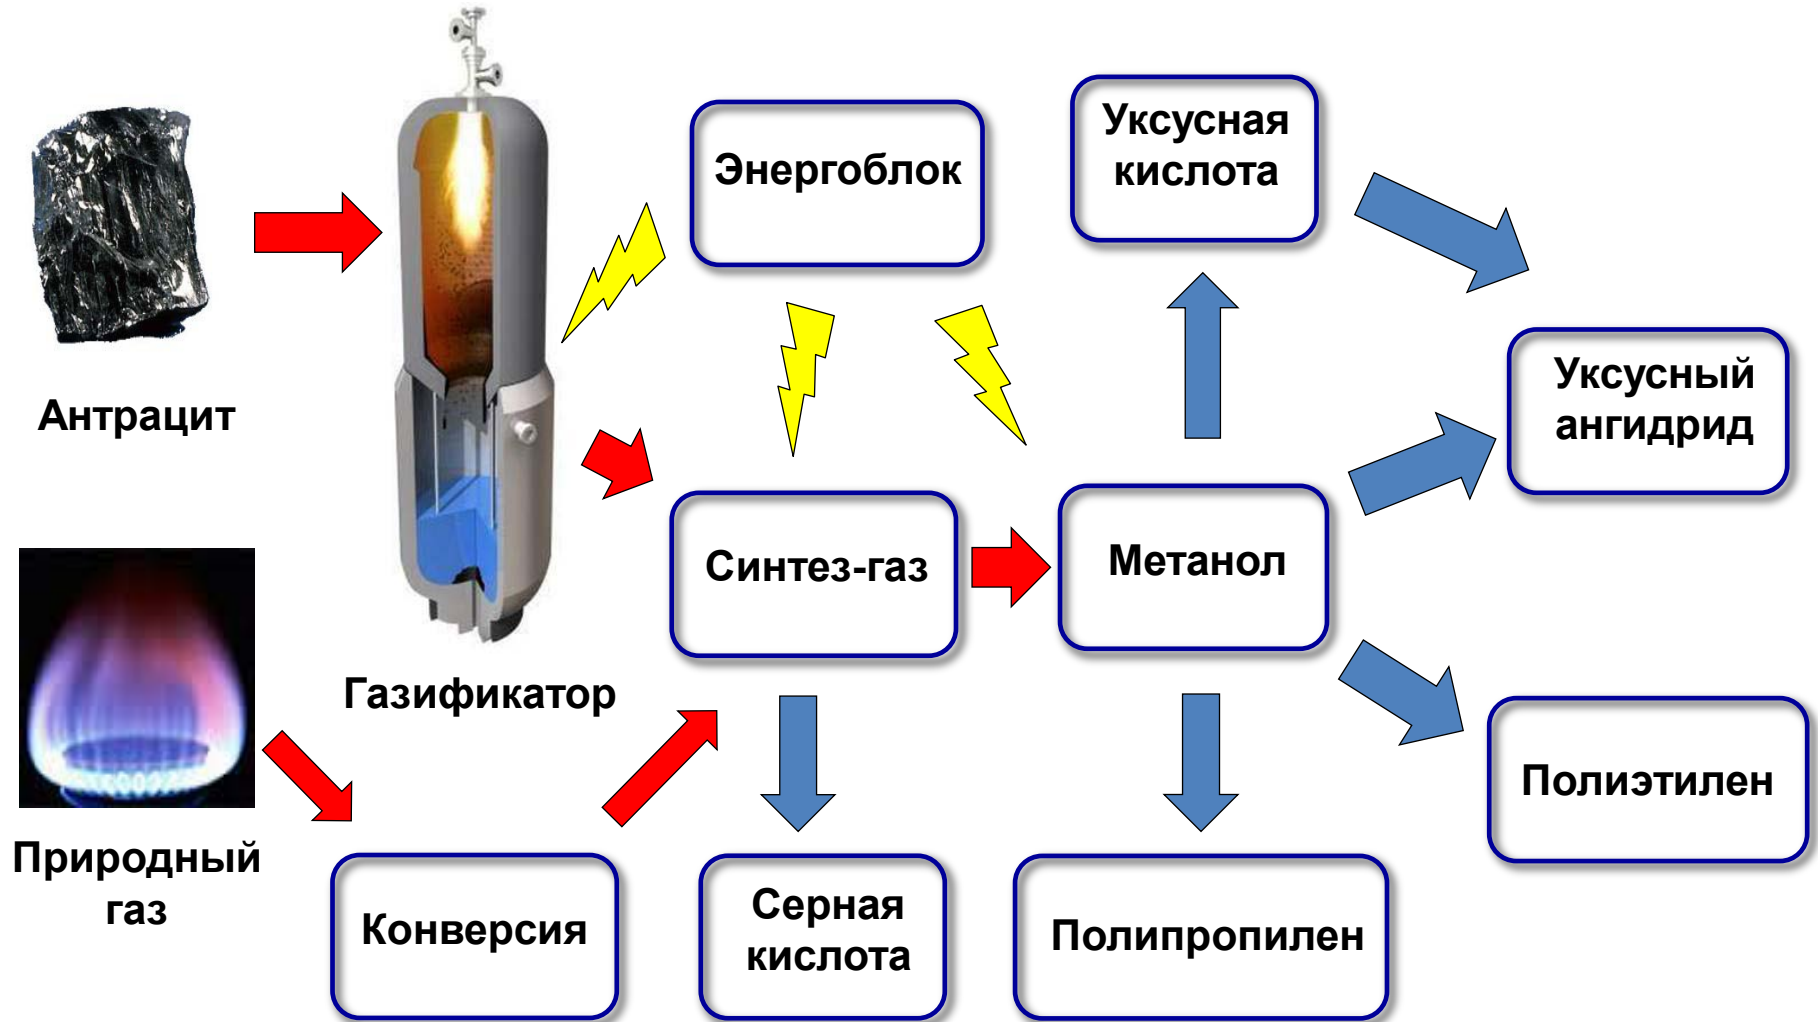 Энергоблок
Уксусная
кислота
Антрацит
Уксусный
ангидрид
Синтез-газ
Метанол
Газификатор
Полиэтилен
Природный
газ
Конверсия
Серная
кислота
Полипропилен